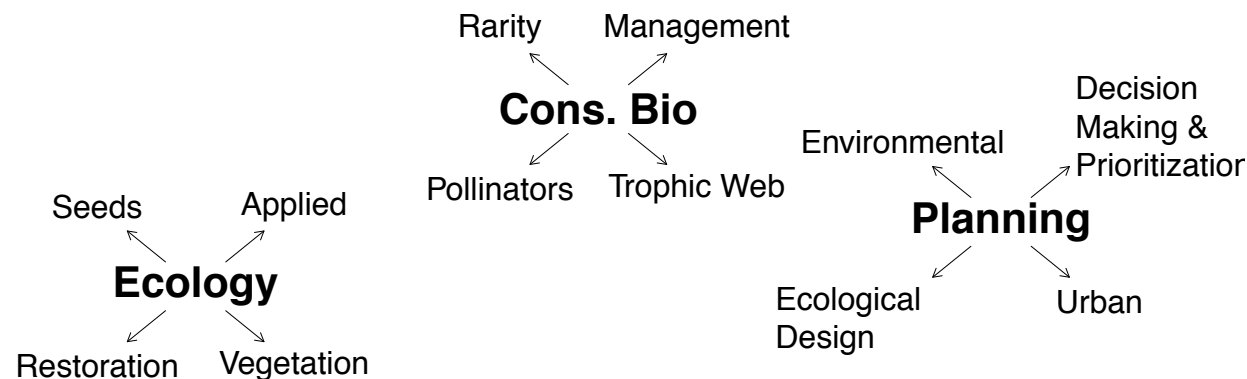 Rarity
Management
Cons. Bio
Pollinators
Trophic Web
Seeds
Applied
Ecology
Restoration
Vegetation
Environmental
Decision
Making &
Prioritization
Planning
Ecological
Design
Urban